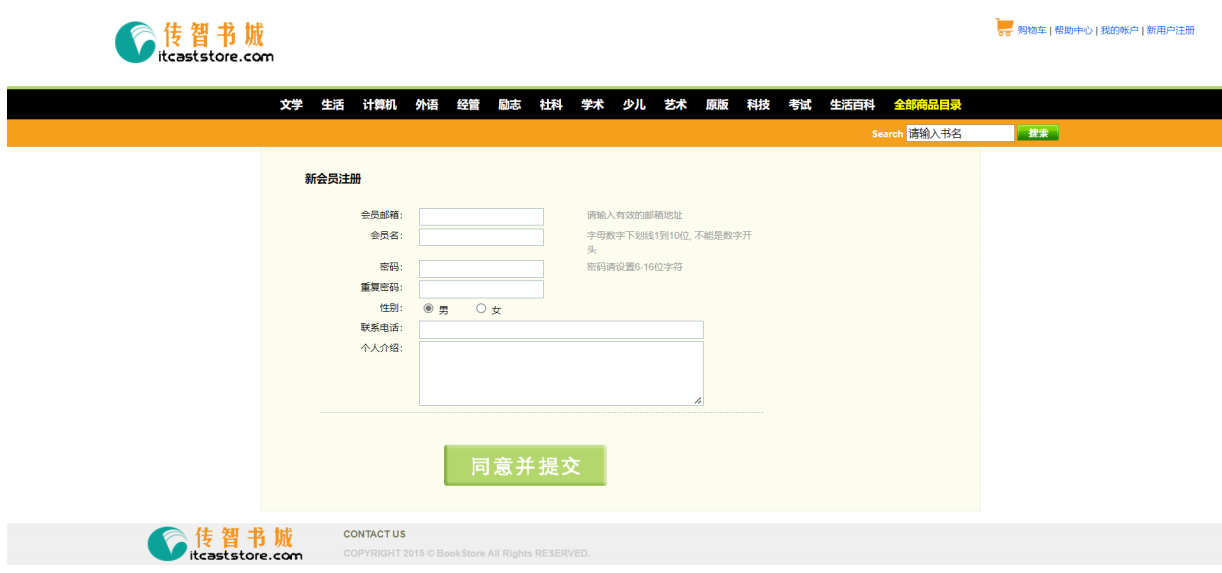 传智书城
itcaststore.com
购物车 | 帮助中心 | 我的帐户 | 新用户注册
文学 生活 计算机 外语 经管 励志 社科 学术 少儿 艺术 原版 科技 考试 生活百科 全部商品目录
Search 请输入书名 搜索
新会员注册
会员邮箱: 请输入有效的邮箱地址
会员名: 字母数字下划线1到10位, 不能是数字开
头
密码: 密码请设置6-16位字符
重复密码:
性别: 男 女
联系电话:
个人介绍:
同意并提交
传智书城
itcaststore.com
CONTACT US
COPYRIGHT 2015 © BookStore All Rights RESERVED.